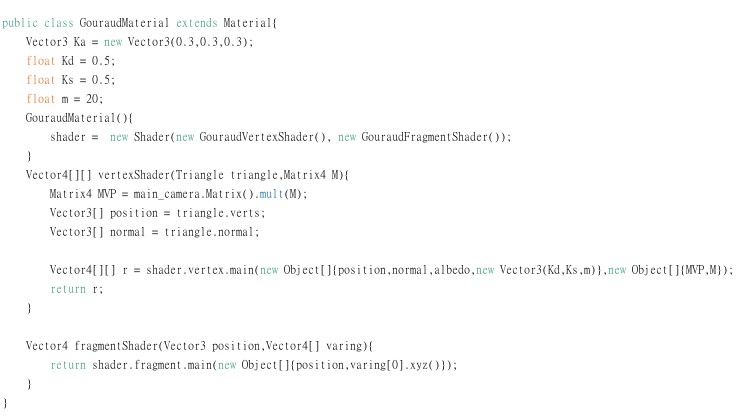 public class GouraudMaterial extends Material{
    Vector3 Ka = new Vector3(0.3,0.3,0.3);
    float Kd = 0.5;
    float Ks = 0.5;
    float m = 20;
    GouraudMaterial(){
        shader =  new Shader(new GouraudVertexShader(), new GouraudFragmentShader());
    }
    Vector4[][] vertexShader(Triangle triangle,Matrix4 M){
        Matrix4 MVP = main_camera.Matrix().mult(M);
        Vector3[] position = triangle.verts;
        Vector3[] normal = triangle.normal;

        Vector4[][] r = shader.vertex.main(new Object[]{position,normal,albedo,new Vector3(Kd,Ks,m)},new Object[]{MVP,M});
        return r;
    }

    Vector4 fragmentShader(Vector3 position,Vector4[] varing){
        return shader.fragment.main(new Object[]{position,varing[0].xyz()});
    }
}